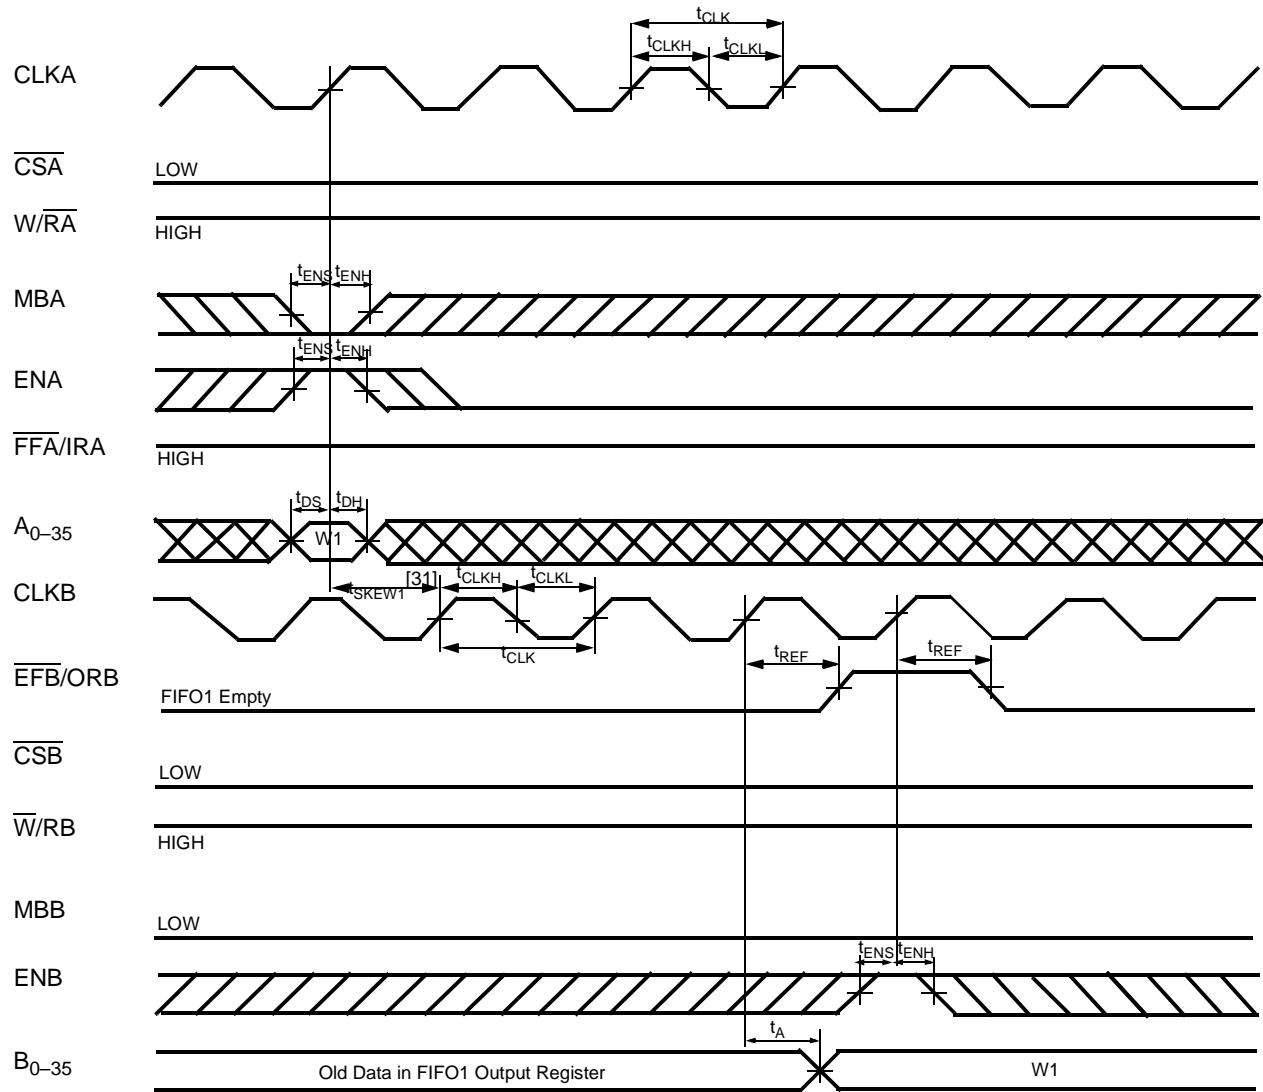 tCLK
tCLKH tCLKL
CLKA
CSA
LOW
W/RA
HIGH
tENS tENH
MBA
tENS tENH
ENA
FFA/IRA
HIGH
tDS tDH
A0–35
W1
CLKB
tSKEW1 [31] tCLKH tCLKL
tCLK
tREF tREF
EFB/ORB
FIFO1 Empty
CSB
LOW
W/RB
HIGH
MBB
LOW
tENS tENH
ENB
tA
B0–35
Old Data in FIFO1 Output Register W1